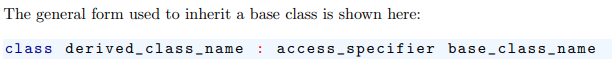 The general form used to inherit a base class is shown here:
class derived_class_name : access_specifier base_class_name